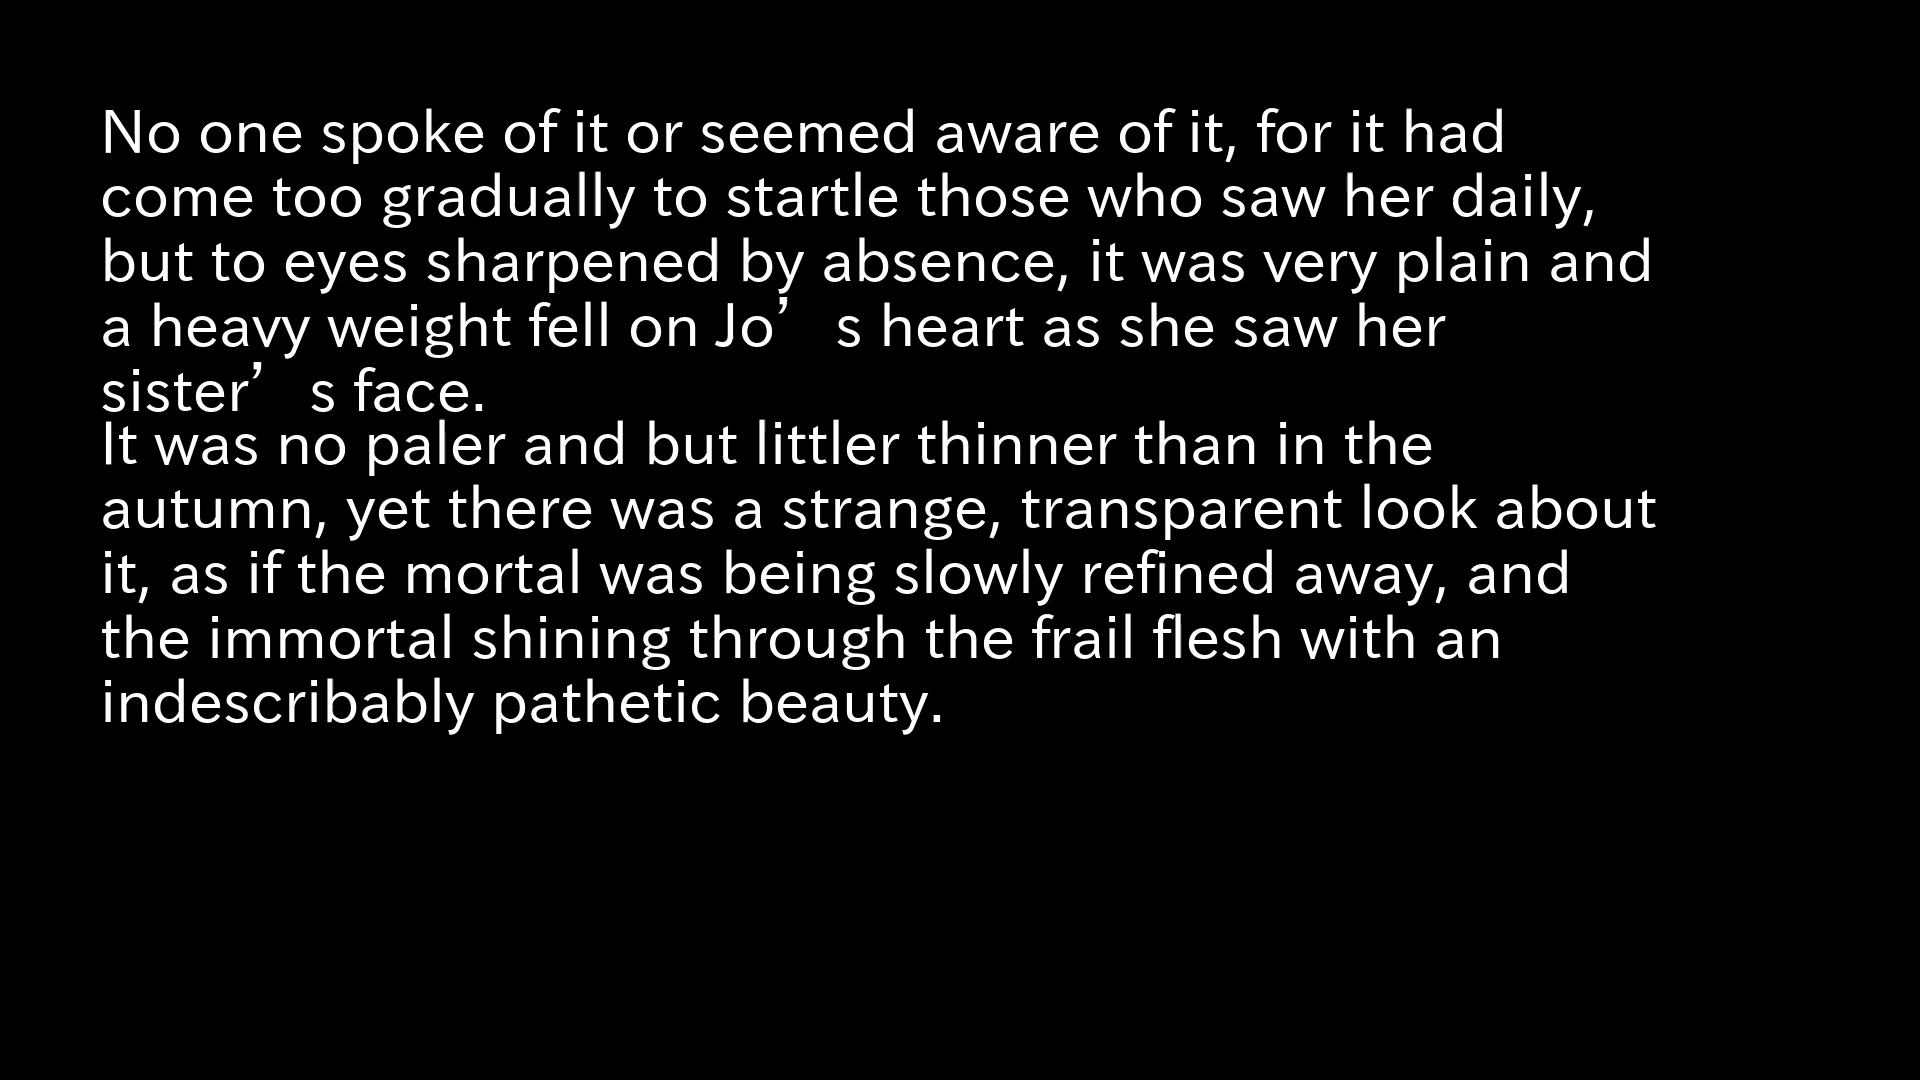 No one spoke of it or seemed aware of it, for it had
come too gradually to startle those who saw her daily,
but to eyes sharpened by absence, it was very plain and
a heavy weight fell on Jo’s heart as she saw her
sister’s face.
It was no paler and but littler thinner than in the
autumn, yet there was a strange, transparent look about
it, as if the mortal was being slowly refined away, and
the immortal shining through the frail flesh with an
indescribably pathetic beauty.